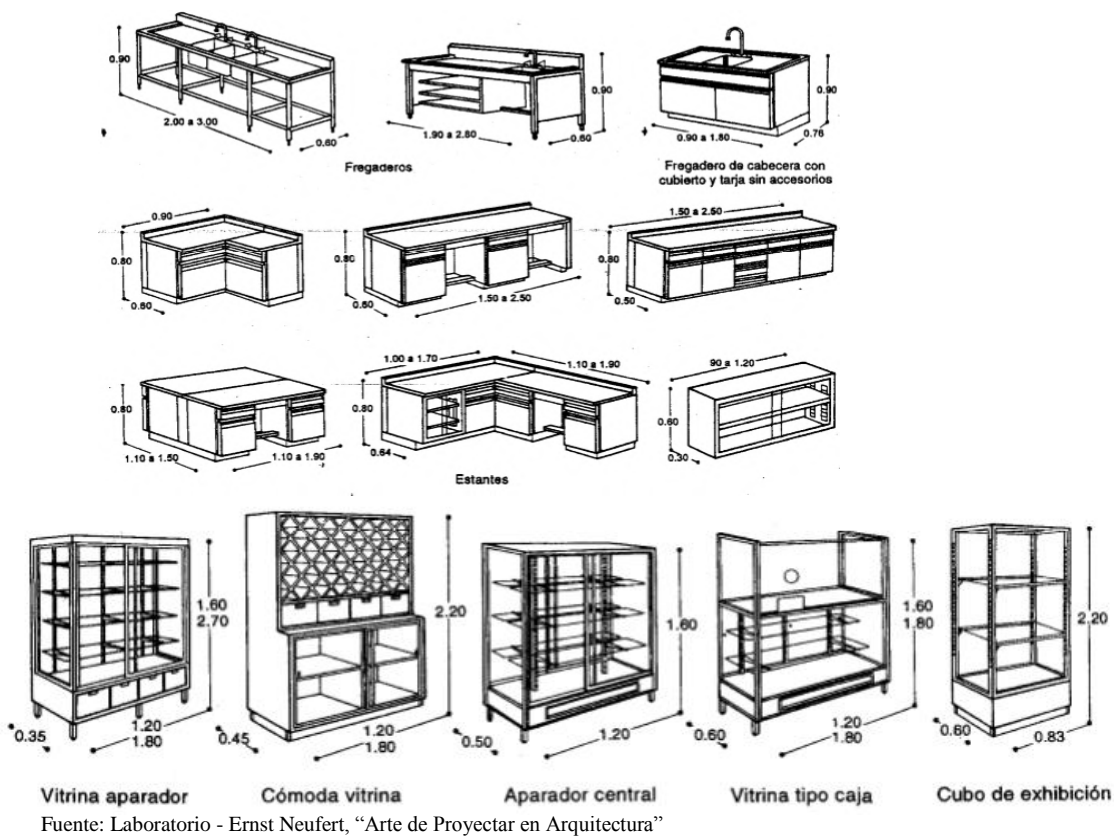 0.90
2.00 a 3.00
0.60
1.90 a 2.80
0.60
0.90
0.90 a 1.80
0.76
0.90
Fregaderos
Fregadero de cabecera con
cubierto y tarja sin accesorios
0.90
0.80
0.60
0.80
0.60
1.50 a 2.50
1.50 a 2.50
0.80
0.50
0.80
1.10 a 1.50
1.10 a 1.90
1.00 a 1.70
1.10 a 1.90
0.80
0.64
90 a 1.20
0.60
0.30
Estantes
1.60
2.70
0.35
1.20
1.80
2.20
0.45
1.20
1.80
1.60
0.50
1.20
1.60
1.80
0.60
1.20
1.80
2.20
0.60
0.83
Vitrina aparador
Cómoda vitrina
Aparador central
Vitrina tipo caja
Cubo de exhibición
Fuente: Laboratorio - Ernst Neufert, “Arte de Proyectar en Arquitectura”